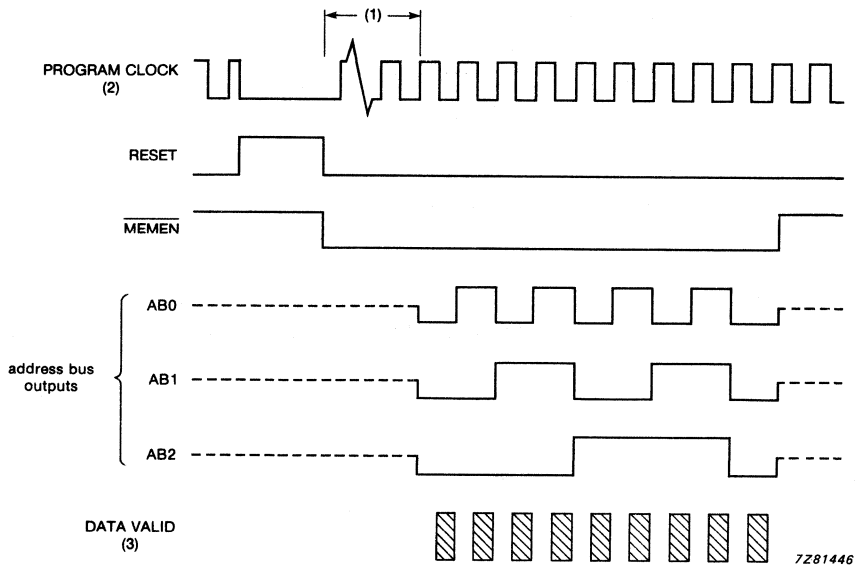 (1)
PROGRAM CLOCK
(2)
RESET
MEMEN
address bus
outputs
AB0
AB1
AB2
DATA VALID
(3)
7Z81446